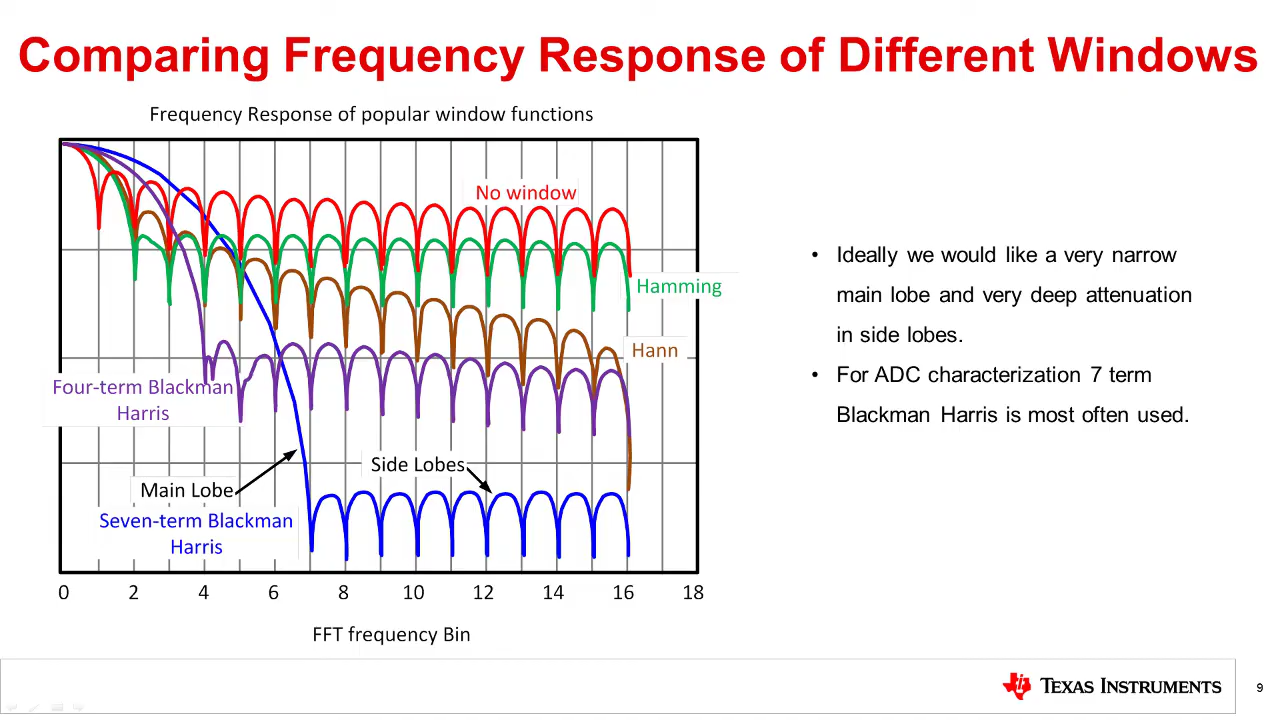 Comparing Frequency Response of Different Windows
Frequency Response of popular window functions
No window
Hamming
Hann
Four-term Blackman
Harris
Side Lobes
Main Lobe
Seven-term Blackman
Harris
0 2 4 6 8 10 12 14 16 18
FFT frequency Bin
• Ideally we would like a very narrow
main lobe and very deep attenuation
in side lobes.
• For ADC characterization 7 term
Blackman Harris is most often used.
TEXAS INSTRUMENTS
9